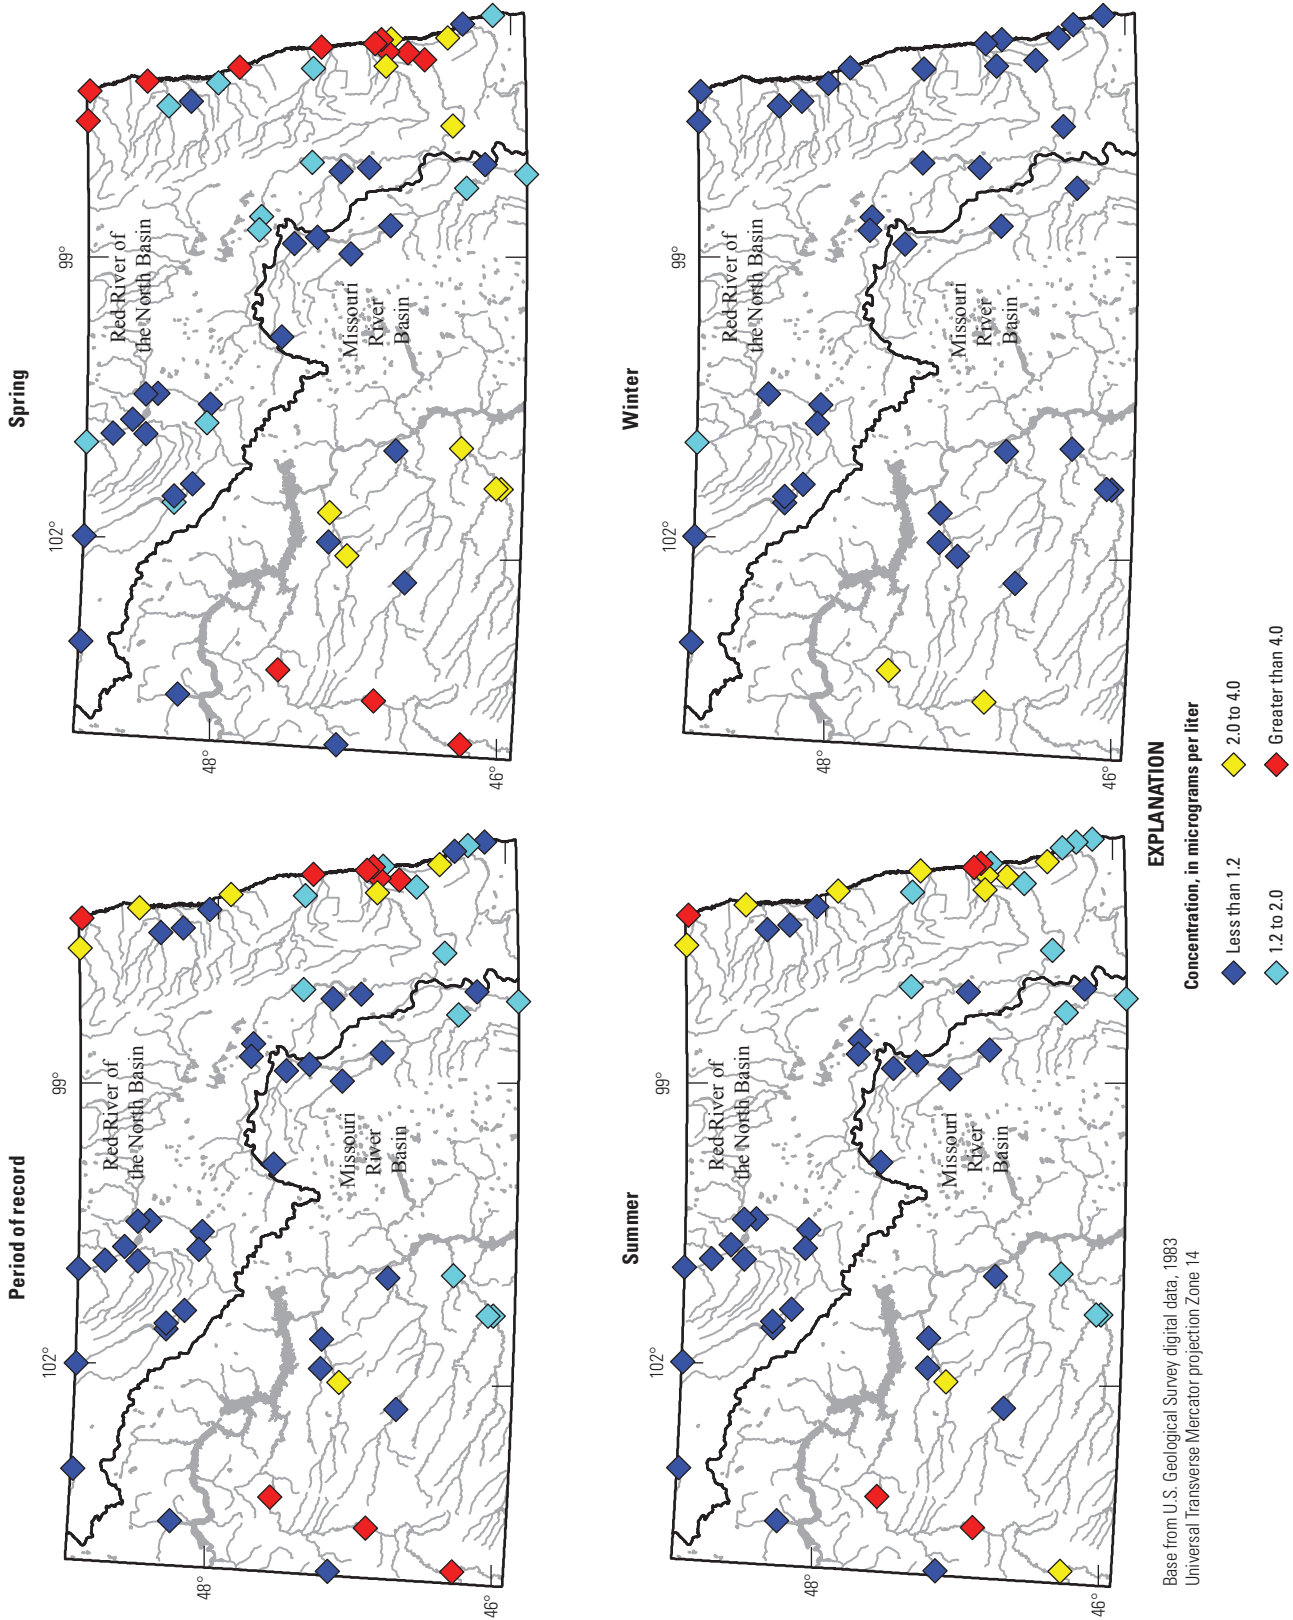 Period of record
102°
99°
48°
46°
Red River of
the North Basin
Missouri
River
Basin
Spring
102°
99°
48°
46°
Red River of
the North Basin
Missouri
River
Basin
Summer
102°
99°
48°
46°
Red River of
the North Basin
Missouri
River
Basin
Winter
102°
99°
48°
46°
Red River of
the North Basin
Missouri
River
Basin
Base from U.S. Geological Survey digital data, 1983
Universal Transverse Mercator projection Zone 14
EXPLANATION
Concentration, in micrograms per liter
Less than 1.2
1.2 to 2.0
2.0 to 4.0
Greater than 4.0